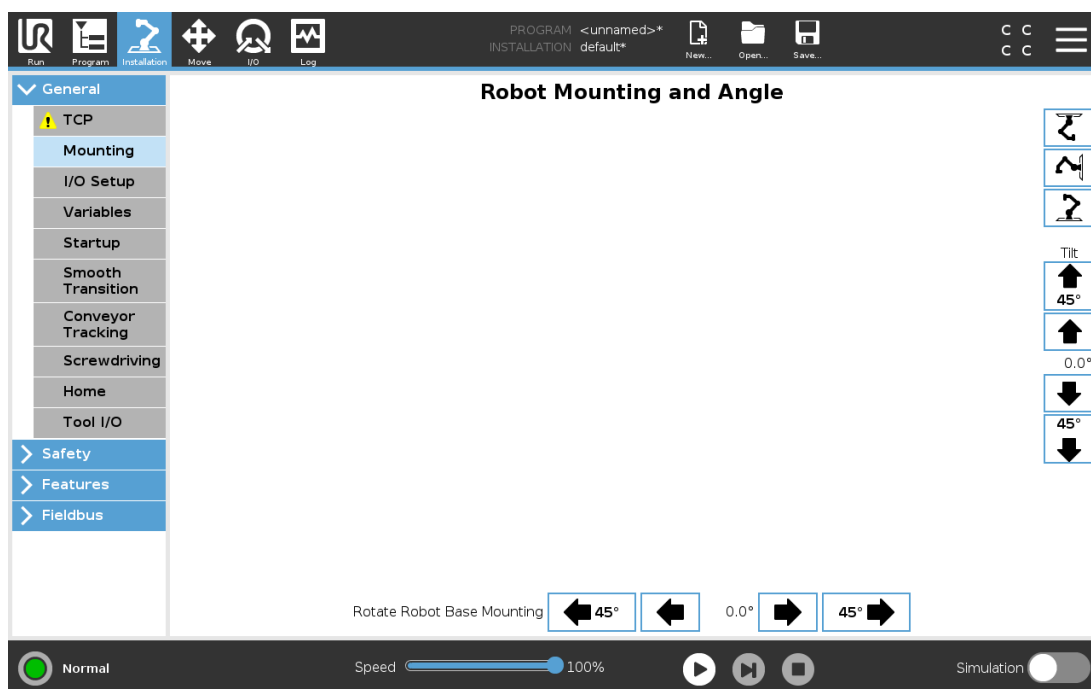 PROGRAM <unnamed>*
INSTALLATION default*
C C
C C
UR
Run
Program
Installation
Move
I/O
Log
New...
Open...
Save...
General
TCP
Mounting
I/O Setup
Variables
Startup
Smooth
Transition
Conveyor
Tracking
Screwdriving
Home
Tool I/O
Safety
Features
Fieldbus
Robot Mounting and Angle
Tilt
45°
0.0°
45°
Rotate Robot Base Mounting 45° 0.0° 45°
Normal
Speed 100%
Simulation